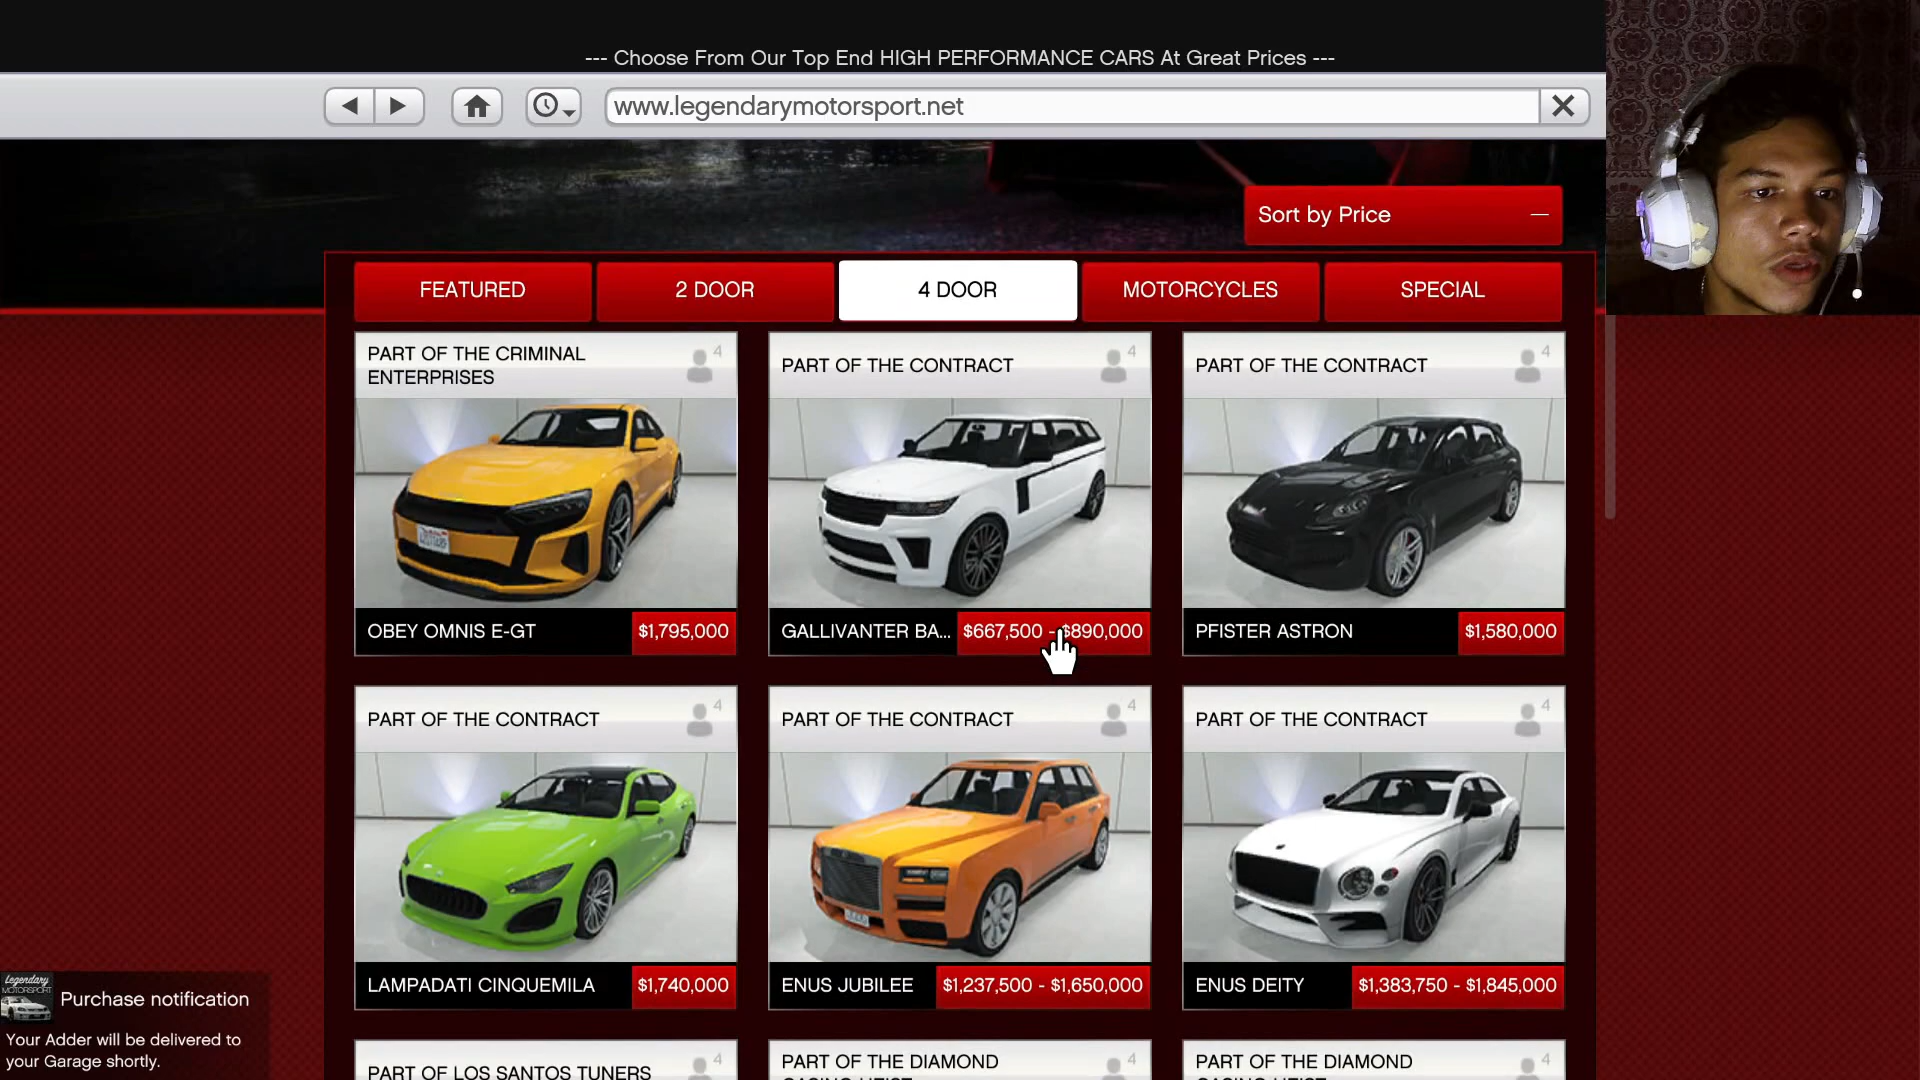 --- Choose From Our Top End HIGH PERFORMANCE CARS At Great Prices ---
www.legendarymotorsport.net
Sort by Price
FEATURED
2 DOOR
4 DOOR
MOTORCYCLES
SPECIAL
PART OF THE CRIMINAL
ENTERPRISES
4
PART OF THE CONTRACT
4
PART OF THE CONTRACT
4
OBEY OMNIS E-GT
$1,795,000
GALLIVANTER BA...
$667,500 - $890,000
PFISTER ASTRON
$1,580,000
PART OF THE CONTRACT
4
PART OF THE CONTRACT
4
PART OF THE CONTRACT
4
LAMPADATI CINQUEMILA
$1,740,000
ENUS JUBILEE
$1,237,500 - $1,650,000
ENUS DEITY
$1,383,750 - $1,845,000
PART OF LOS SANTOS TUNERS
4
PART OF THE DIAMOND
CASINO HEIST
4
PART OF THE DIAMOND
CASINO HEIST
4
Legendary
MOTORSPORT
Purchase notification
Your Adder will be delivered to
your Garage shortly.